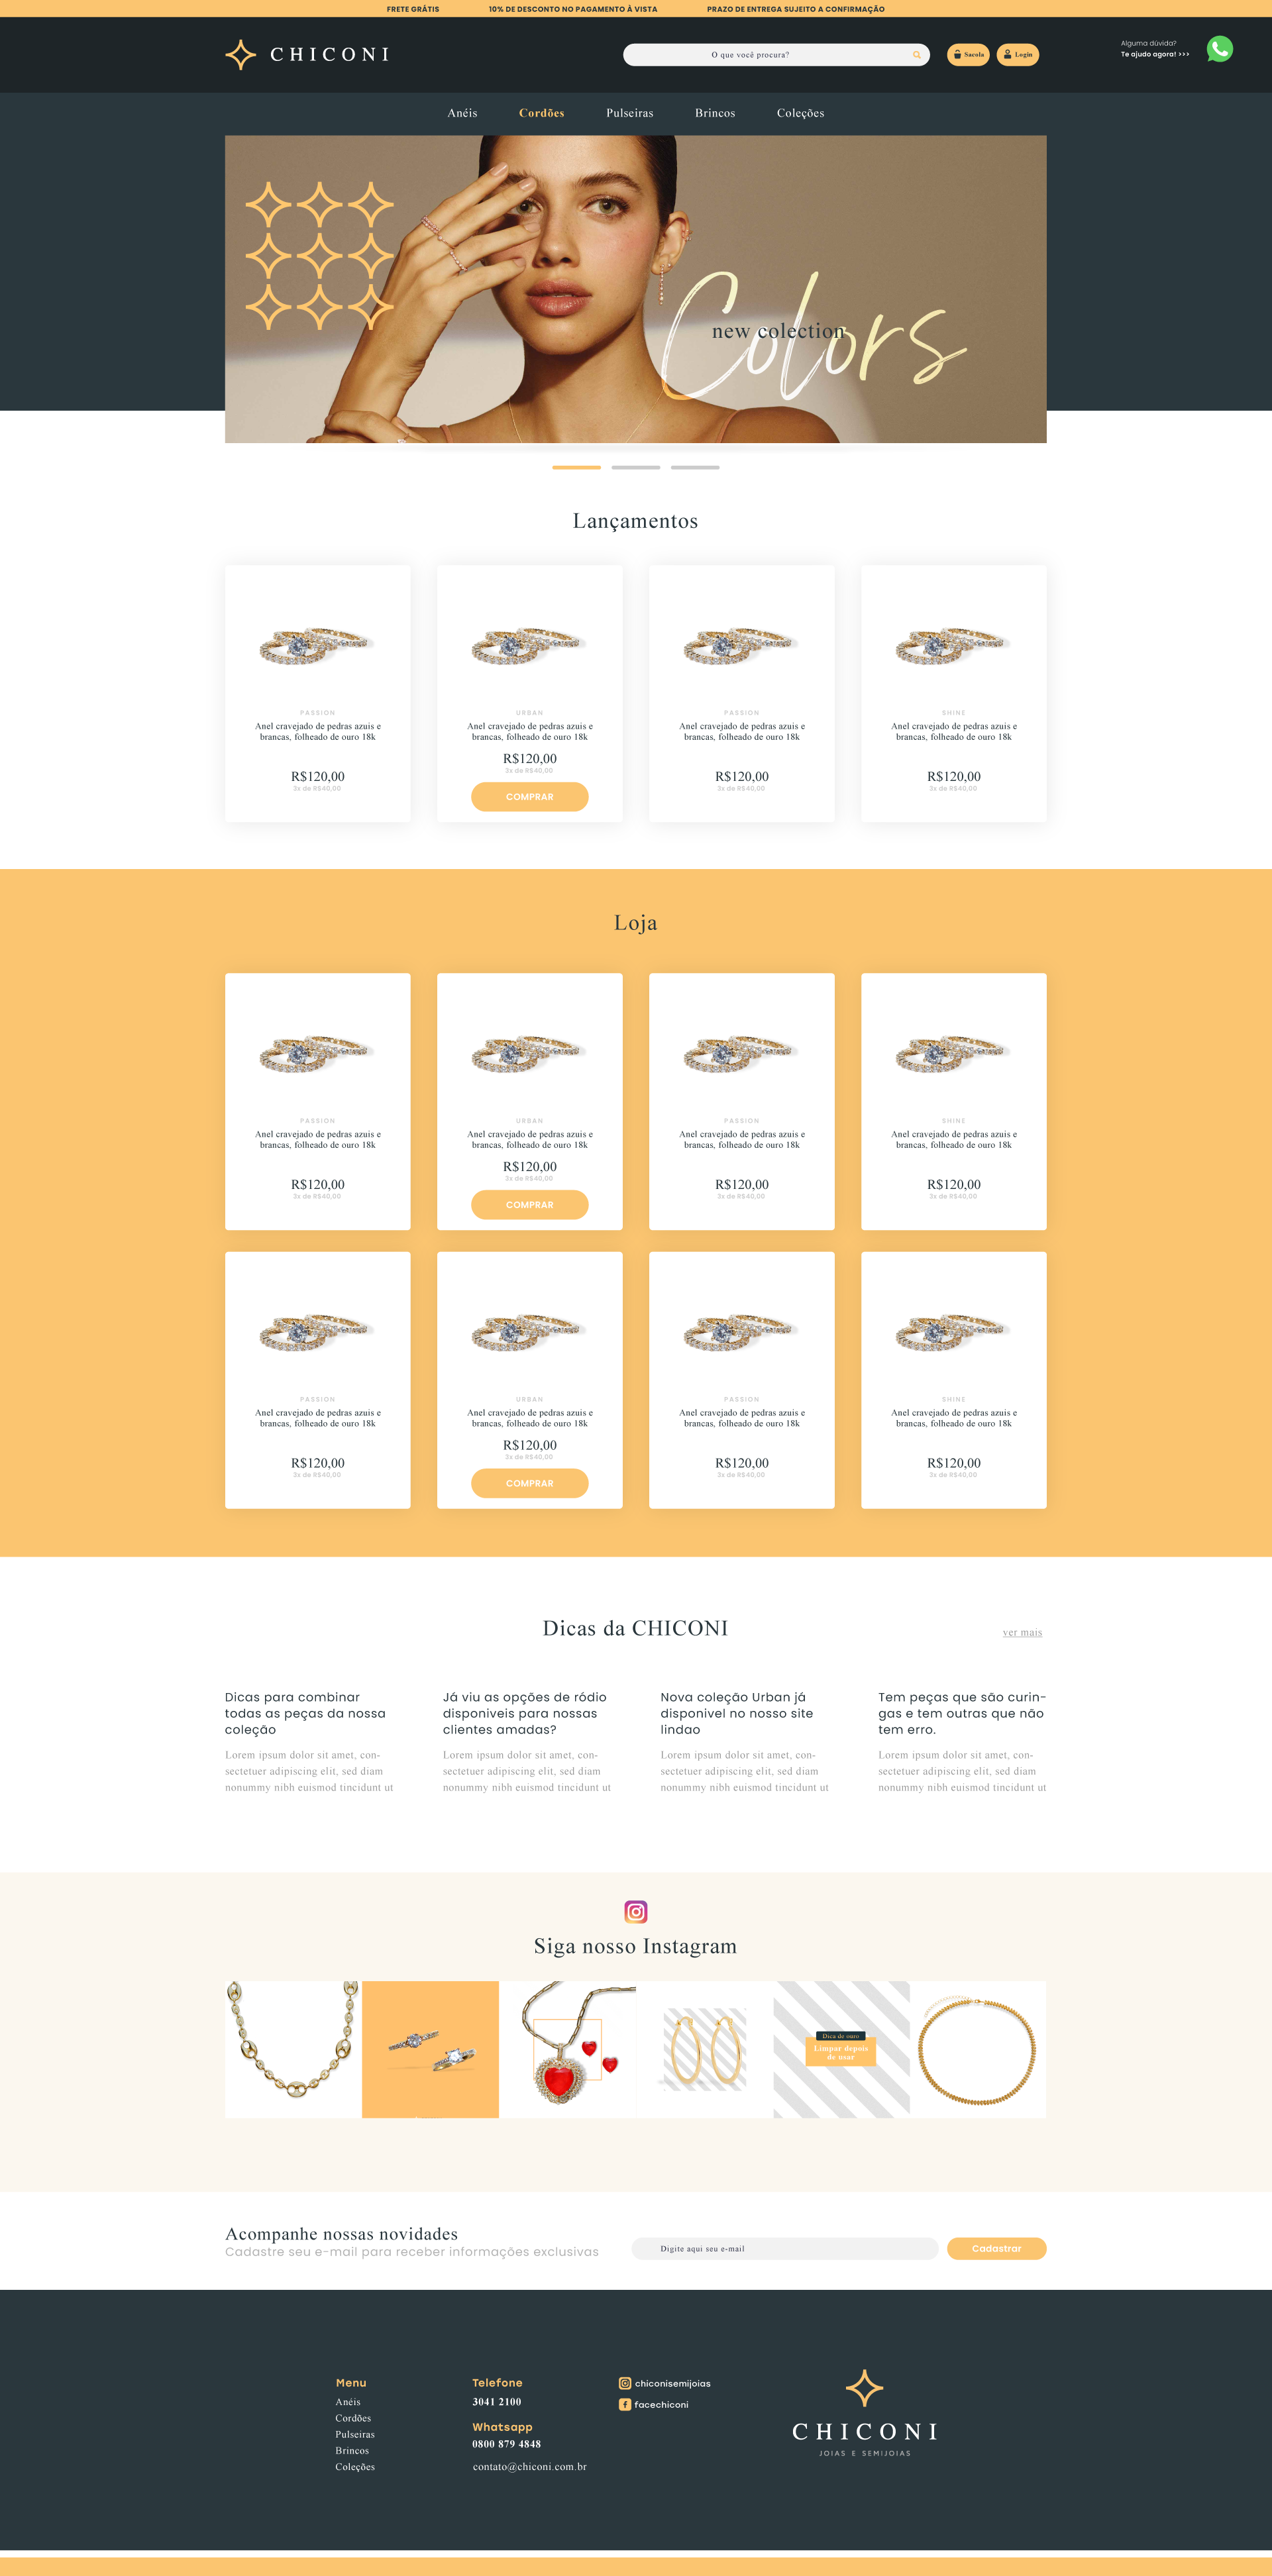 FRETE GRÁTIS
10% DE DESCONTO NO PAGAMENTO À VISTA
PRAZO DE ENTREGA SUJEITO A CONFIRMAÇÃO
CHICONI
O que você procura?
Sacola
Login
Alguma dúvida?
Te ajudo agora! >>>
Anéis
Cordões
Pulseiras
Brincos
Coleções
new colection
Colors
Lançamentos
PASSION
Anel cravejado de pedras azuis e
brancas, folheado de ouro 18k
R$120,00
3x de R$40,00
URBAN
Anel cravejado de pedras azuis e
brancas, folheado de ouro 18k
R$120,00
3x de R$40,00
COMPRAR
PASSION
Anel cravejado de pedras azuis e
brancas, folheado de ouro 18k
R$120,00
3x de R$40,00
SHINE
Anel cravejado de pedras azuis e
brancas, folheado de ouro 18k
R$120,00
3x de R$40,00
Loja
PASSION
Anel cravejado de pedras azuis e
brancas, folheado de ouro 18k
R$120,00
3x de R$40,00
URBAN
Anel cravejado de pedras azuis e
brancas, folheado de ouro 18k
R$120,00
3x de R$40,00
COMPRAR
PASSION
Anel cravejado de pedras azuis e
brancas, folheado de ouro 18k
R$120,00
3x de R$40,00
SHINE
Anel cravejado de pedras azuis e
brancas, folheado de ouro 18k
R$120,00
3x de R$40,00
PASSION
Anel cravejado de pedras azuis e
brancas, folheado de ouro 18k
R$120,00
3x de R$40,00
URBAN
Anel cravejado de pedras azuis e
brancas, folheado de ouro 18k
R$120,00
3x de R$40,00
COMPRAR
PASSION
Anel cravejado de pedras azuis e
brancas, folheado de ouro 18k
R$120,00
3x de R$40,00
SHINE
Anel cravejado de pedras azuis e
brancas, folheado de ouro 18k
R$120,00
3x de R$40,00
Dicas da CHICONI
ver mais
Dicas para combinar
todas as peças da nossa
coleção
Lorem ipsum dolor sit amet, con-
sectetuer adipiscing elit, sed diam
nonummy nibh euismod tincidunt ut
Já viu as opções de ródio
disponiveis para nossas
clientes amadas?
Lorem ipsum dolor sit amet, con-
sectetuer adipiscing elit, sed diam
nonummy nibh euismod tincidunt ut
Nova coleção Urban já
disponivel no nosso site
lindao
Lorem ipsum dolor sit amet, con-
sectetuer adipiscing elit, sed diam
nonummy nibh euismod tincidunt ut
Tem peças que são curin-
gas e tem outras que não
tem erro.
Lorem ipsum dolor sit amet, con-
sectetuer adipiscing elit, sed diam
nonummy nibh euismod tincidunt ut
Siga nosso Instagram
Dica de ouro
Limpar depois
de usar
Acompanhe nossas novidades
Cadastre seu e-mail para receber informações exclusivas
Digite aqui seu e-mail
Cadastrar
Menu
Anéis
Cordões
Pulseiras
Brincos
Coleções
Telefone
3041 2100
Whatsapp
0800 879 4848
contato@chiconi.com.br
chiconisemijoias
facechiconi
CHICONI
JOIAS E SEMIJOIAS